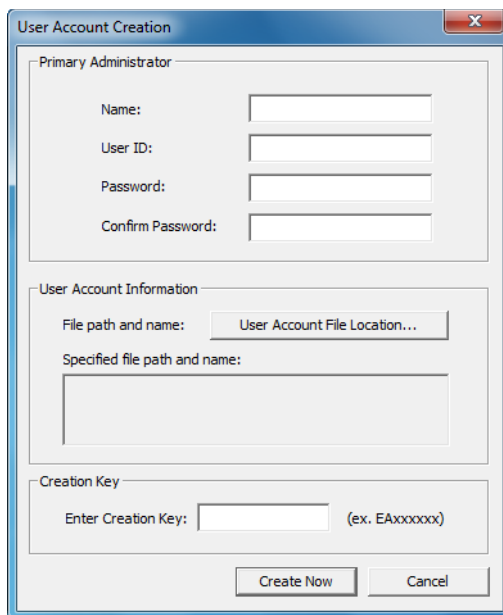 User Account Creation
Primary Administrator
Name:
User ID:
Password:
Confirm Password:
User Account Information
File path and name: User Account File Location...
Specified file path and name:
Creation Key
Enter Creation Key: (ex. EAxxxxxx)
Create Now Cancel